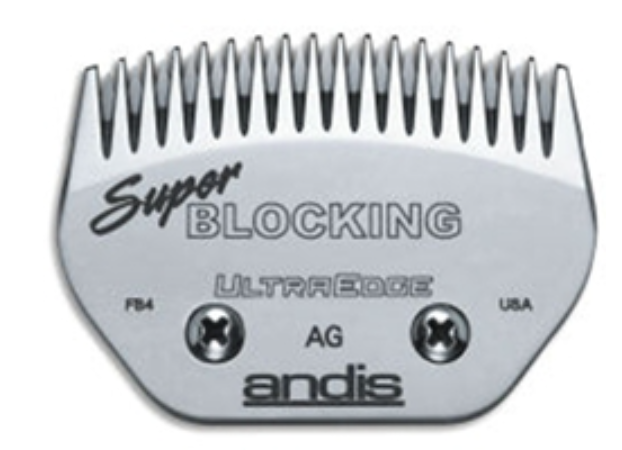 Super
BLOCKING
ULTRAEDGE
FB4
USA
AG
andis